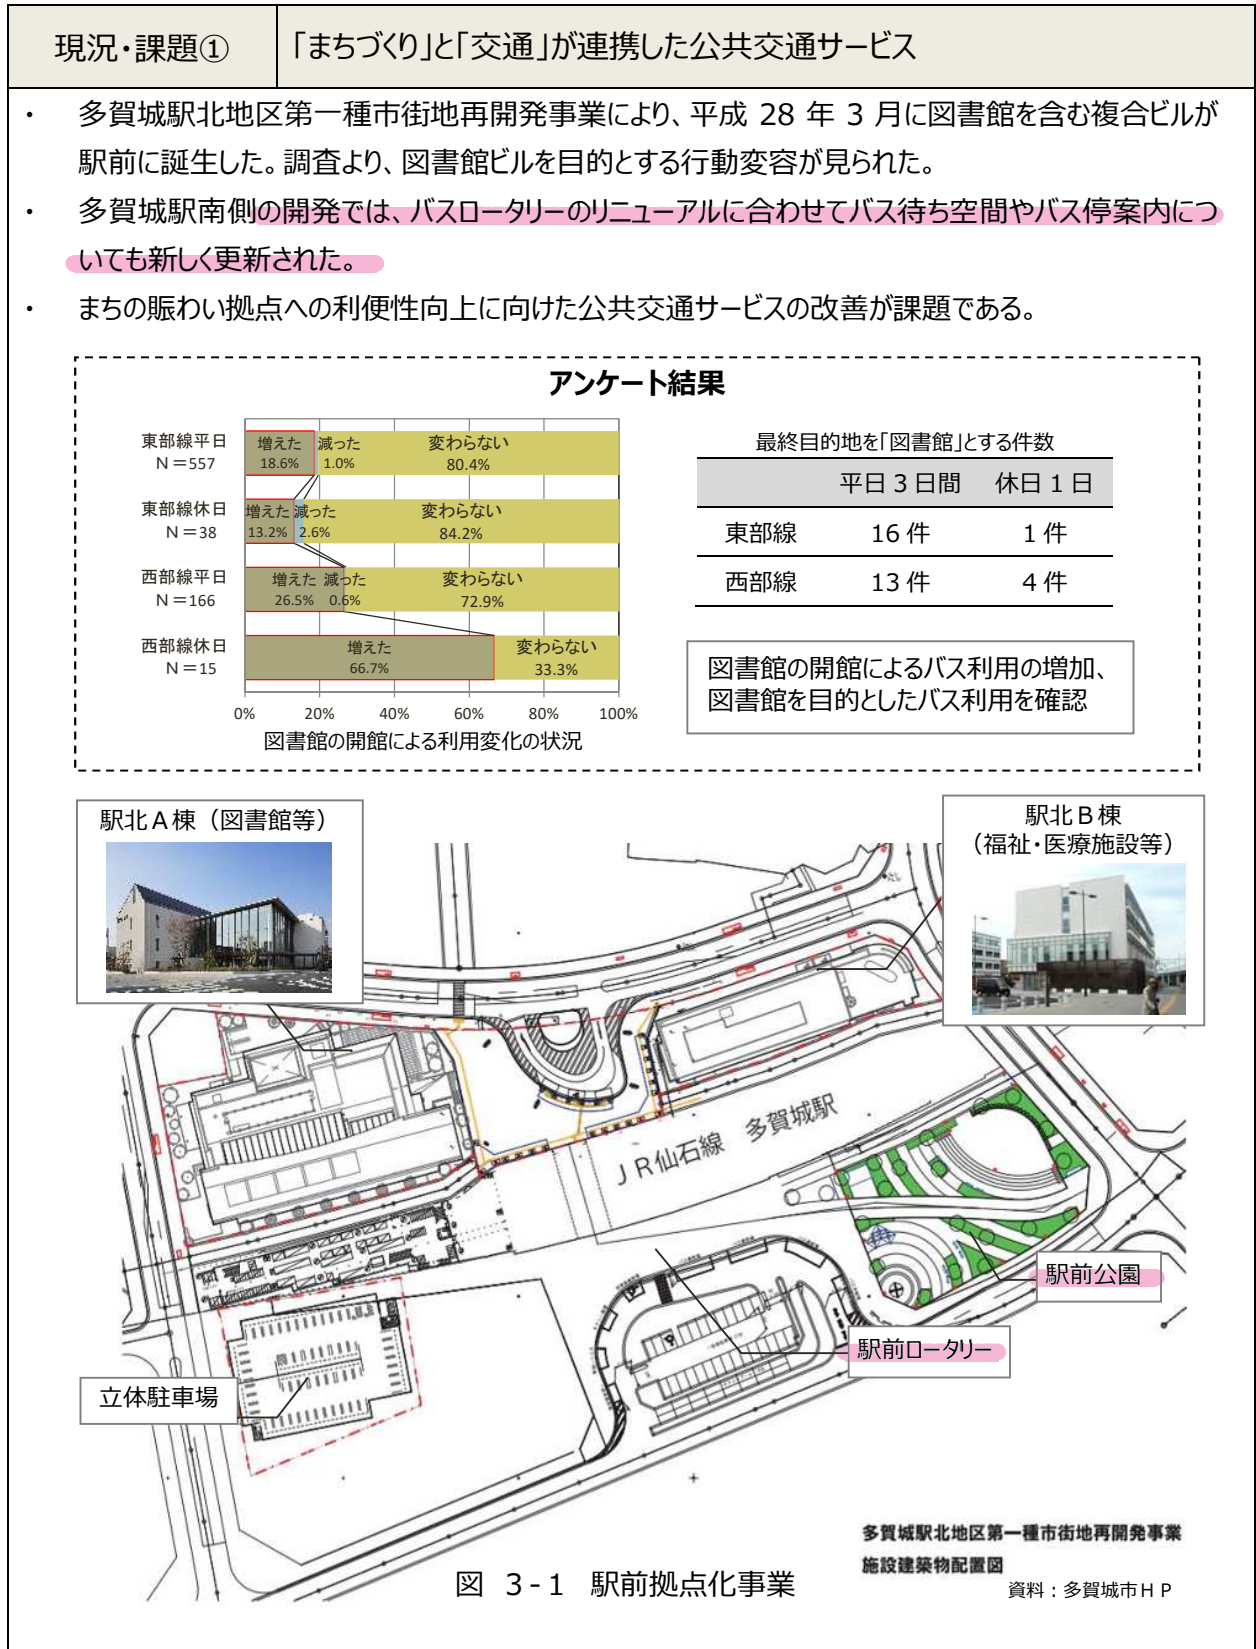 現況・課題① 「まちづくり」と「交通」が連携した公共交通サービス
・ 多賀城駅北地区第一種市街地再開発事業により、平成 28 年 3 月に図書館を含む複合ビルが
駅前に誕生した。調査より、図書館ビルを目的とする行動変容が見られた。
・ 多賀城駅南側の開発では、バスロータリーのリニューアルに合わせてバス待ち空間やバス停案内につ
いても新しく更新された。
・ まちの賑わい拠点への利便性向上に向けた公共交通サービスの改善が課題である。
アンケート結果
東部線平日
N＝557
増えた 減った 変わらない
18.6% 1.0% 80.4%
東部線休日
N＝38
増えた 減った 変わらない
13.2% 2.6% 84.2%
西部線平日
N＝166
増えた 減った 変わらない
26.5% 0.6% 72.9%
西部線休日
N＝15
増えた 変わらない
66.7% 33.3%
0% 20% 40% 60% 80% 100%
図書館の開館による利用変化の状況
最終目的地を「図書館」とする件数
平日３日間 休日１日
東部線 16 件 1 件
西部線 13 件 4 件
図書館の開館によるバス利用の増加、
図書館を目的としたバス利用を確認
駅北Ａ棟（図書館等）
駅北Ｂ棟
（福祉・医療施設等）
ＪＲ仙石線 多賀城駅
駅前公園
駅前ロータリー
立体駐車場
多賀城駅北地区第一種市街地再開発事業
施設建築物配置図
図 3-1 駅前拠点化事業
資料：多賀城市ＨＰ